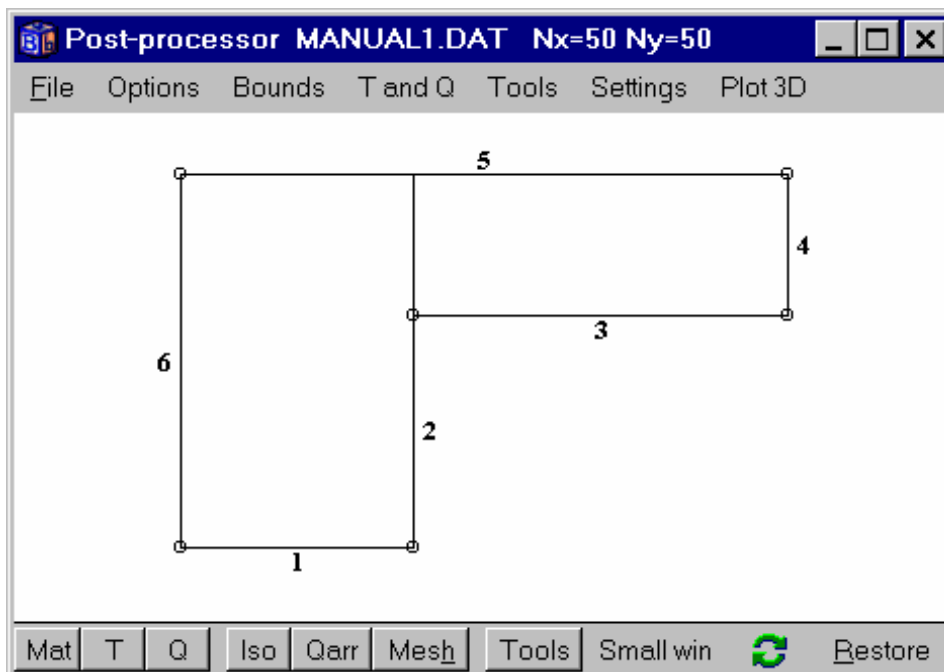 Post-processor MANUAL1.DAT Nx=50 Ny=50
File Options Bounds T and Q Tools Settings Plot 3D
5
4
3
6
2
1
Mat T Q Iso Qarr Mesh Tools Small win Restore